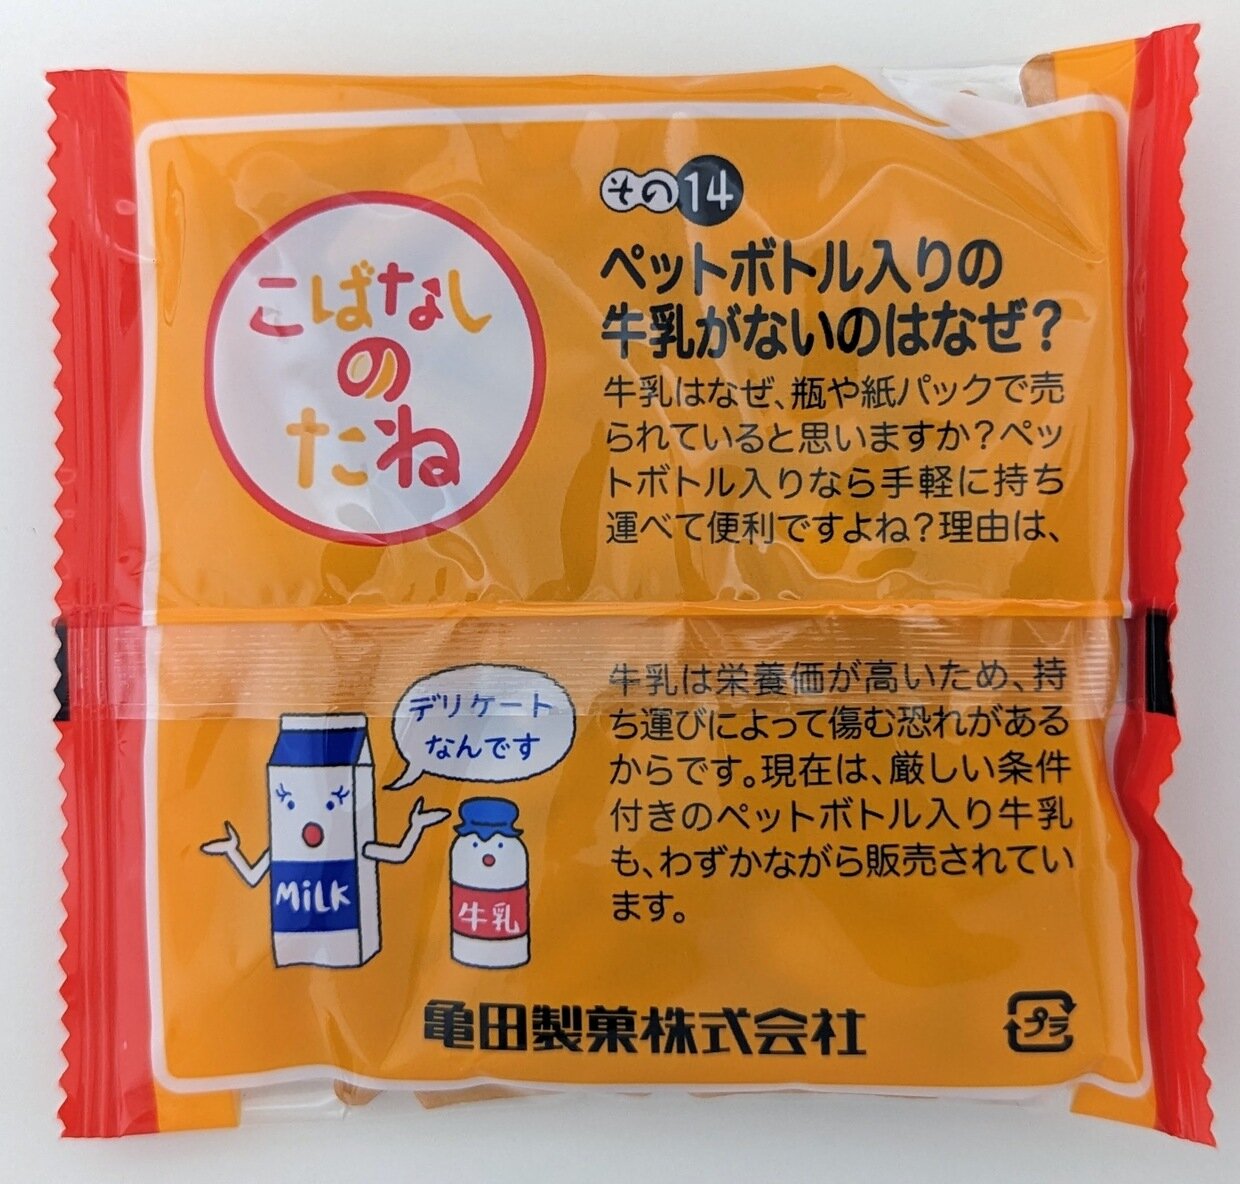 こばなし
の
たね
その14
ペットボトル入りの
牛乳がないのはなぜ？
牛乳はなぜ、瓶や紙パックで売
られていると思いますか？ペッ
トボトル入りなら手軽に持ち
運べて便利ですよね？理由は、
牛乳は栄養価が高いため、持
ち運びによって傷む恐れがある
からです。現在は、厳しい条件
付きのペットボトル入り牛乳
も、わずかながら販売されてい
ます。
デリケート
なんです
MiLK
牛乳
亀田製菓株式会社
プラ